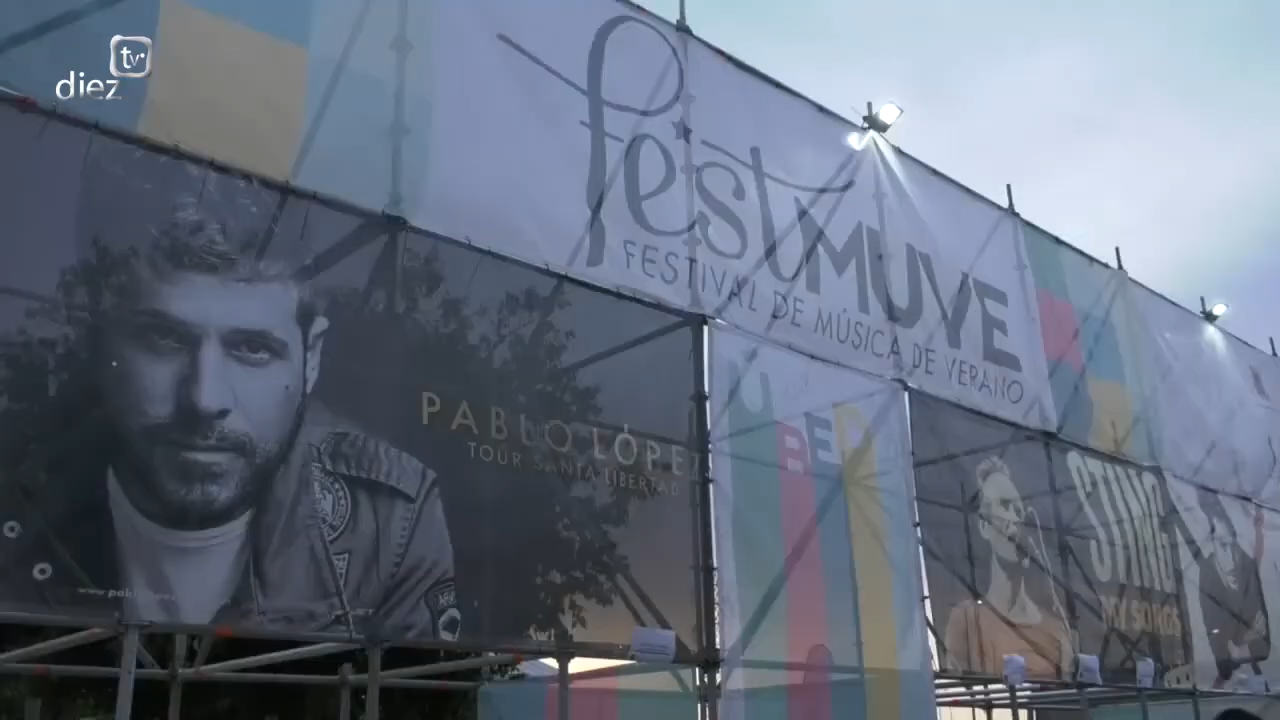 diez tv
FestMUVE
FESTIVAL DE MÚSICA DE VERANO
PABLO LÓPEZ
TOUR SANTA LIBERTAD
STING
MY SONGS